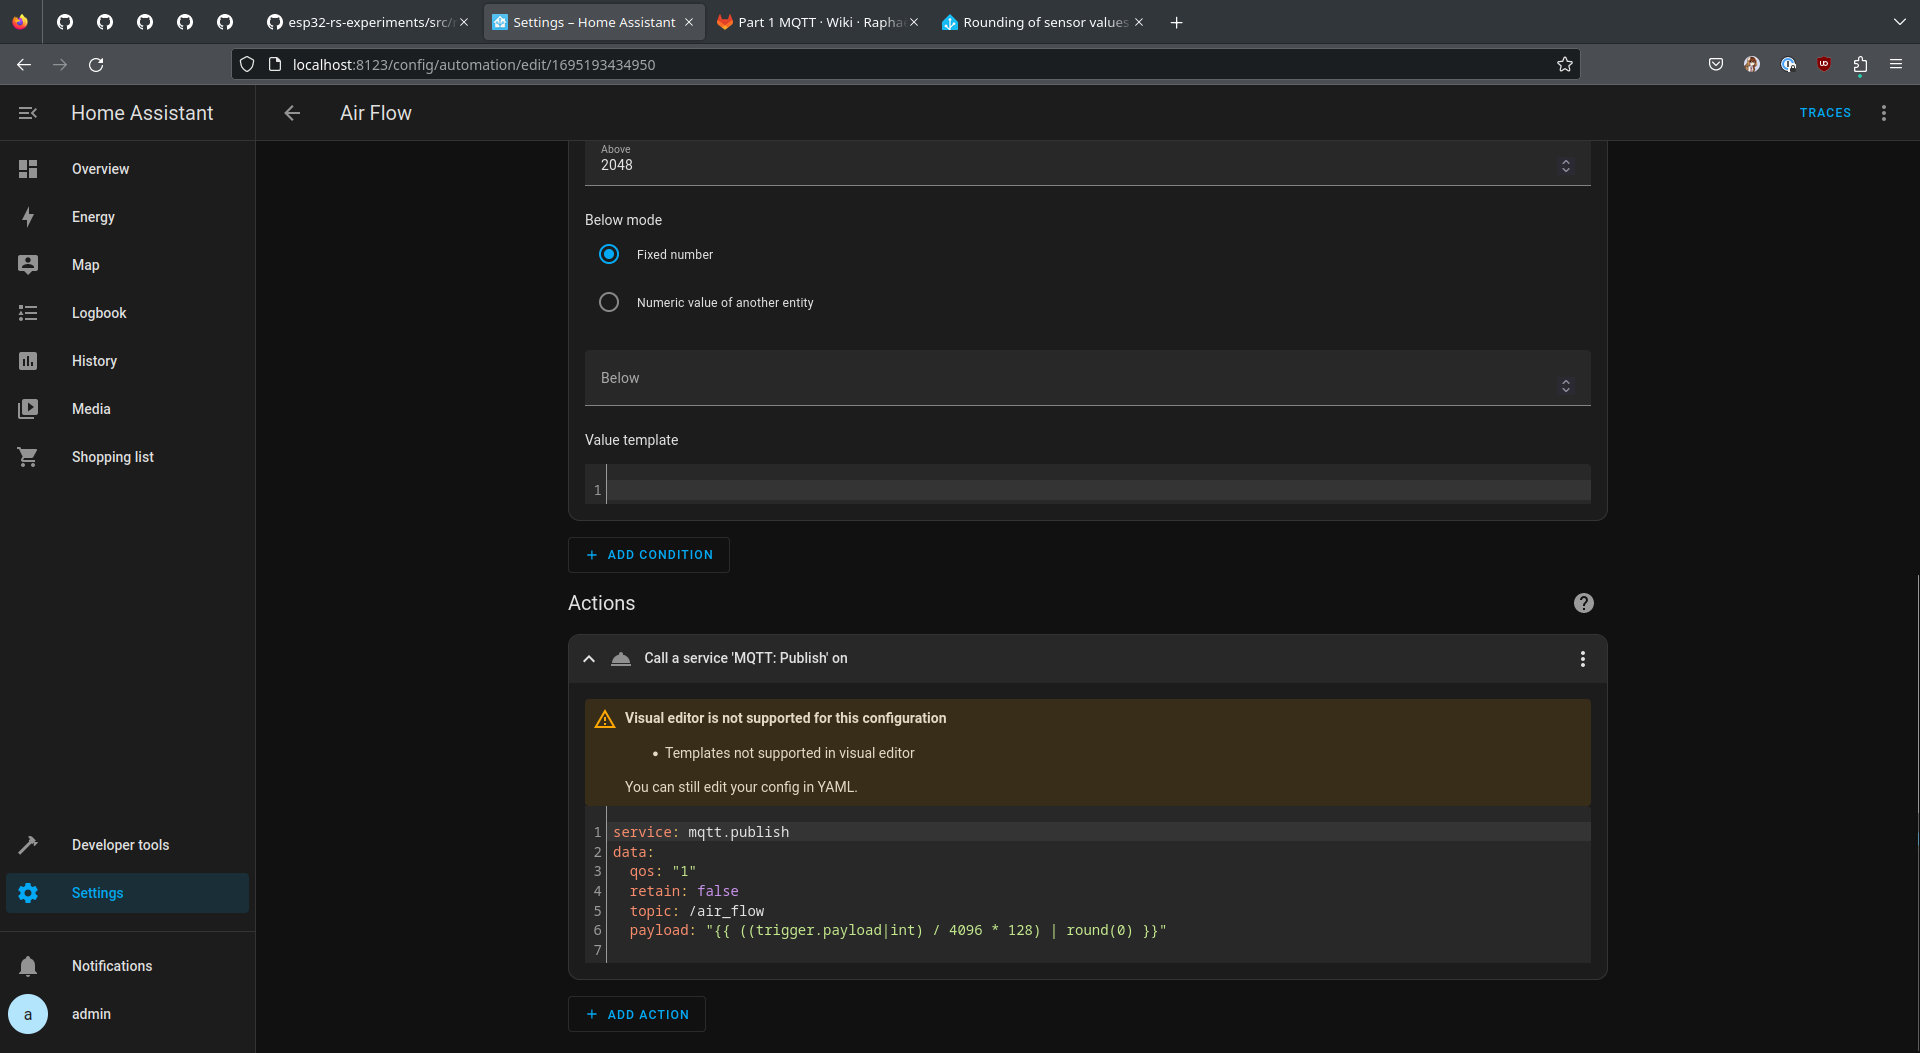 esp32-rs-experiments/src/r
Settings – Home Assistant
Part 1 MQTT · Wiki · Rapha
Rounding of sensor values
localhost:8123/config/automation/edit/1695193434950
Home Assistant
Air Flow
TRACES
Overview
Energy
Map
Logbook
History
Media
Shopping list
Developer tools
Settings
Notifications
a
admin
Above
2048
Below mode
Fixed number
Numeric value of another entity
Below
Value template
1
+ ADD CONDITION
Actions
?
Call a service 'MQTT: Publish' on
Visual editor is not supported for this configuration
• Templates not supported in visual editor
You can still edit your config in YAML.
1 service: mqtt.publish
2 data:
3   qos: "1"
4   retain: false
5   topic: /air_flow
6   payload: "{{ ((trigger.payload|int) / 4096 * 128) | round(0) }}"
7
+ ADD ACTION